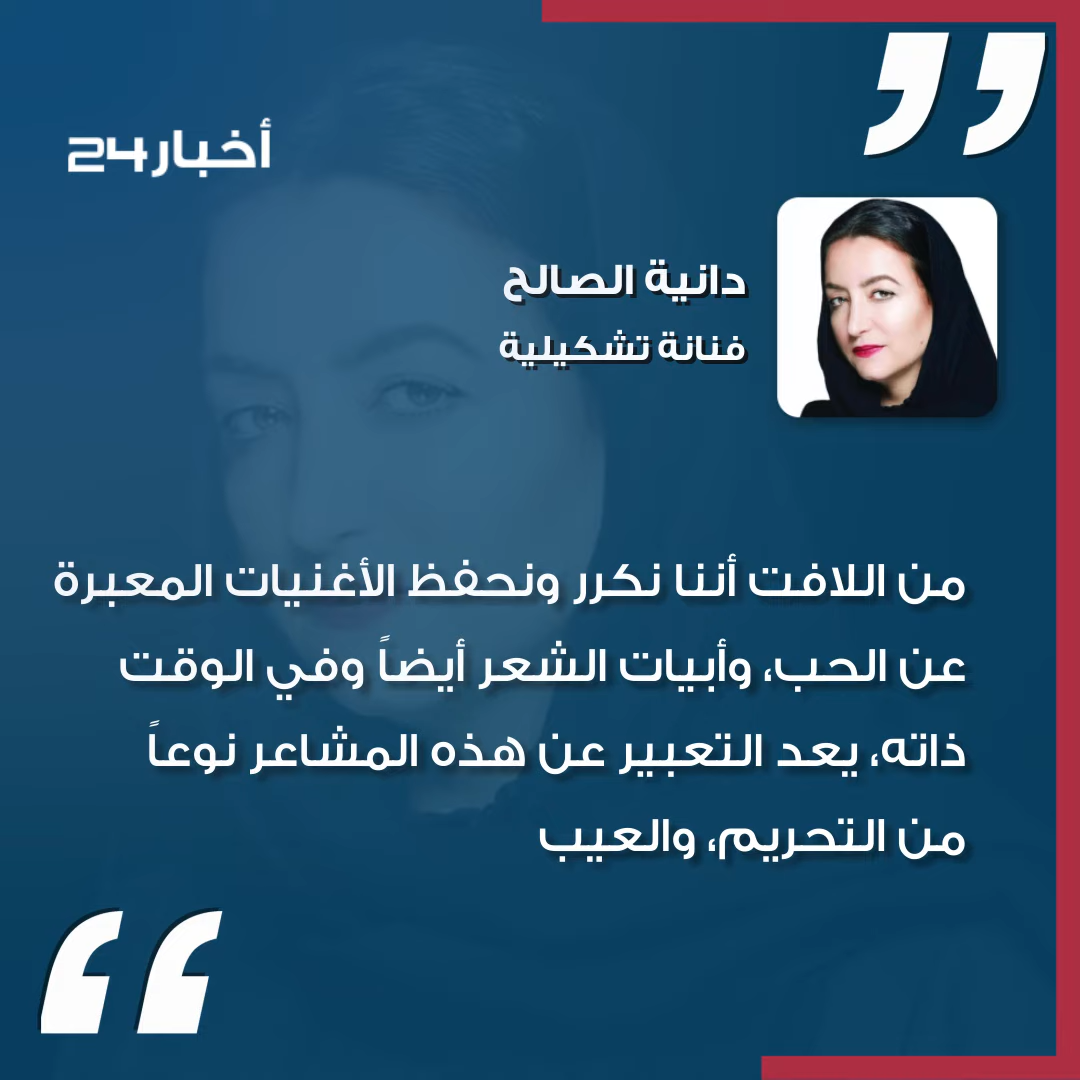 أخبار24
دانية الصالح
فنانة تشكيلية
من اللافت أننا نكرر ونحفظ الأغنيات المعبرة
عن الحب، وأبيات الشعر أيضاً وفي الوقت
ذاته، يعد التعبير عن هذه المشاعر نوعاً
من التحريم، والعيب